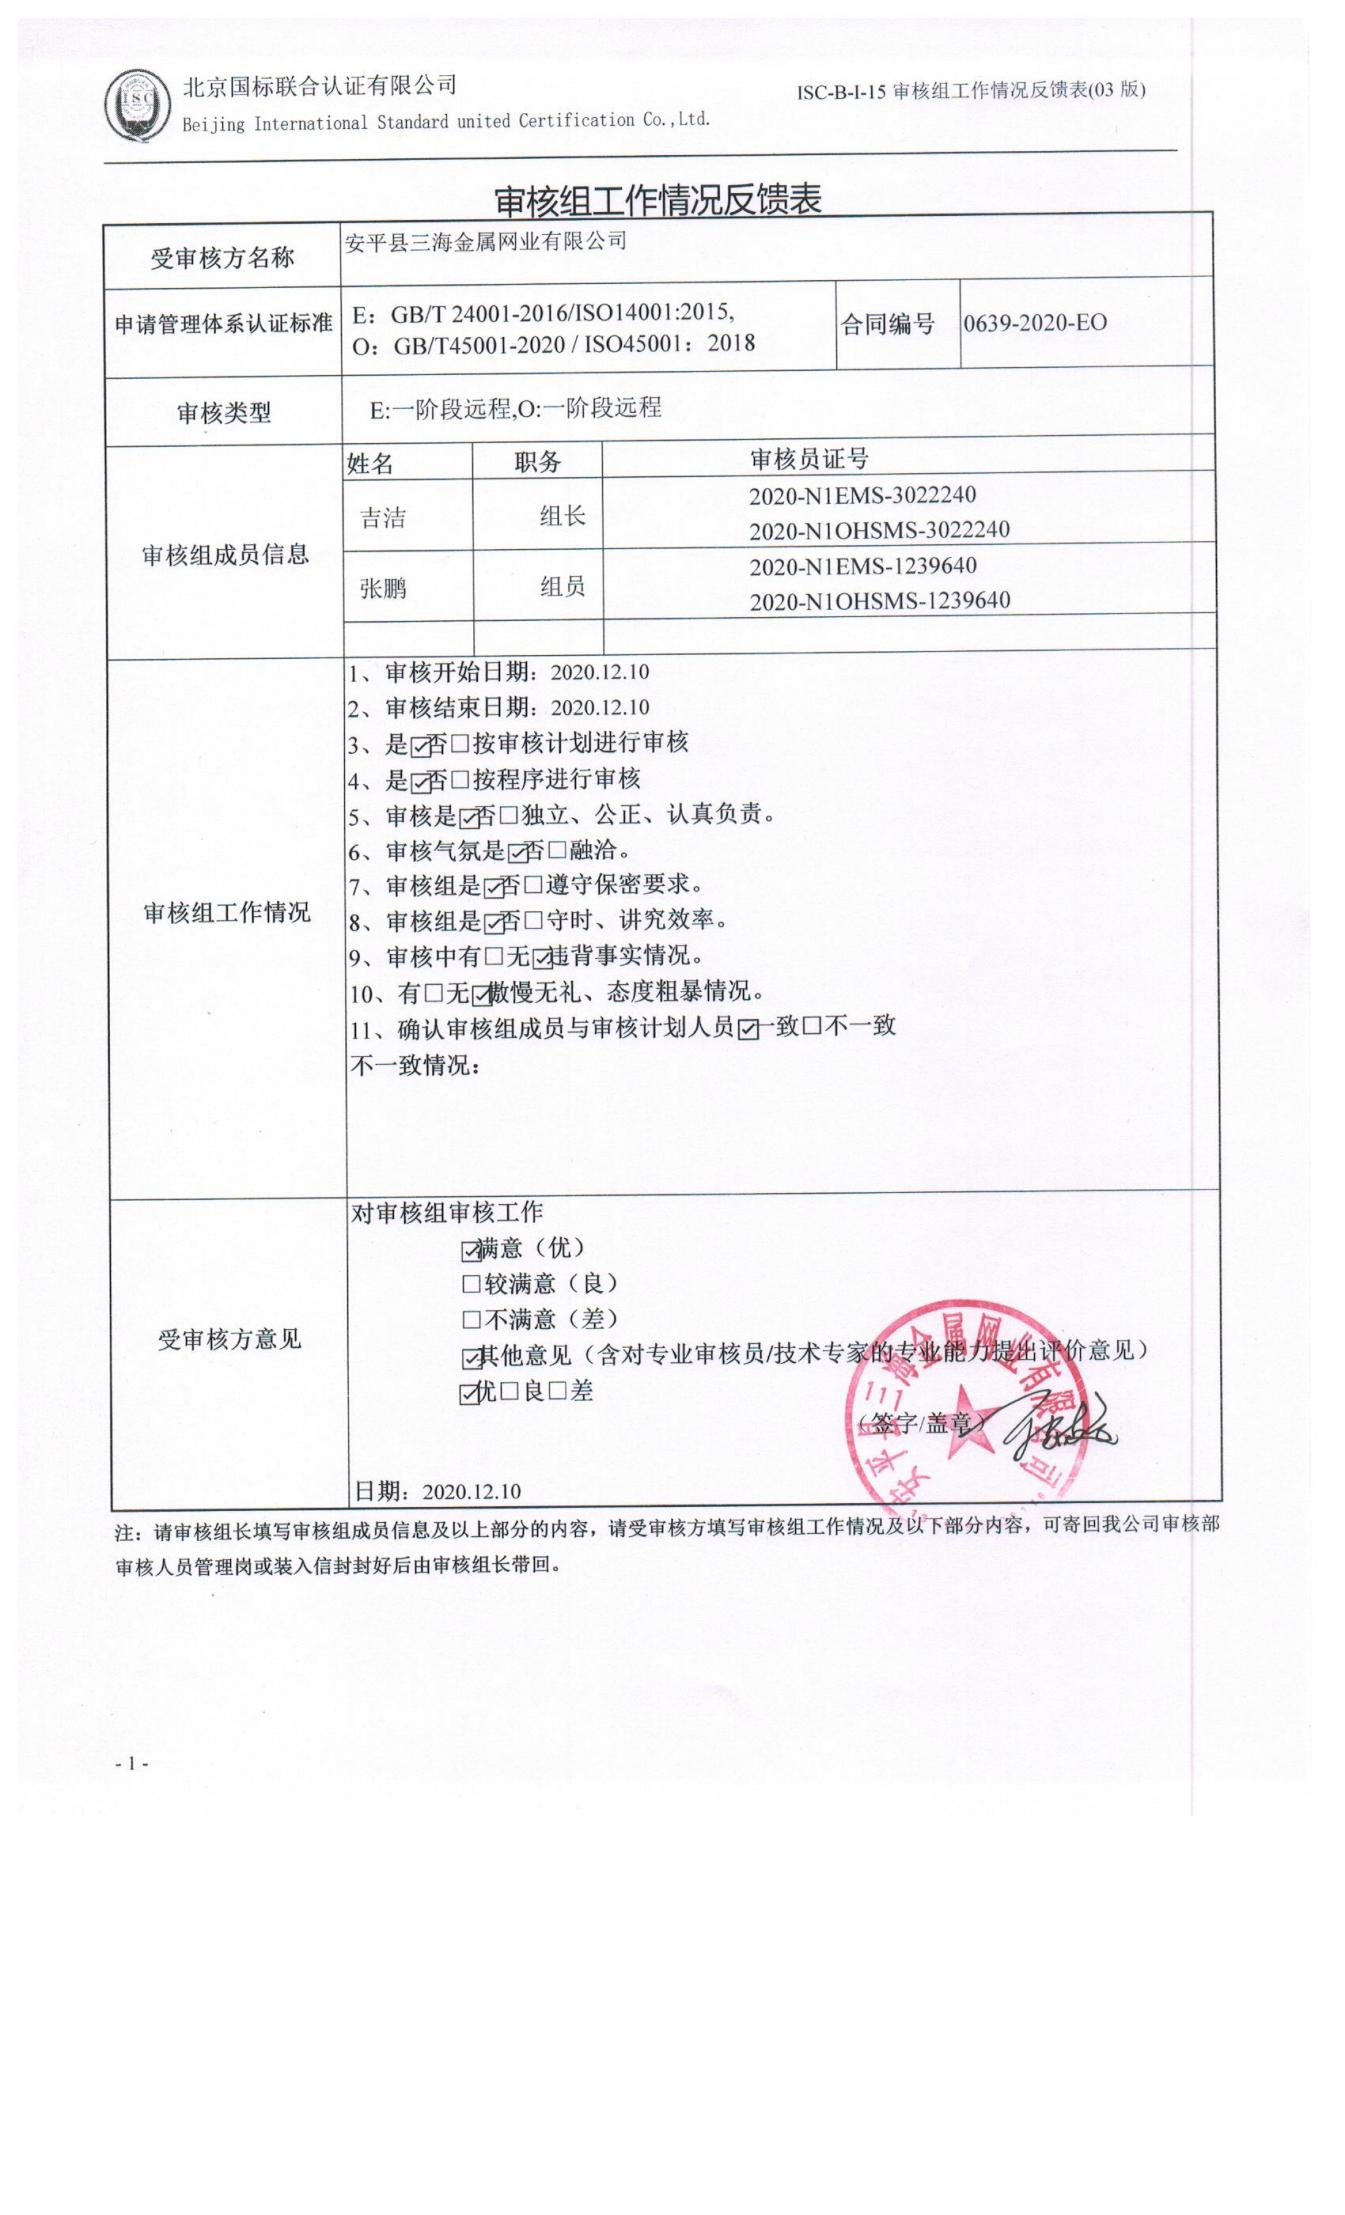 ISC
北京国标联合认证有限公司
Beijing International Standard united Certification Co.,Ltd.
ISC-B-I-15 审核组工作情况反馈表(03 版)
审核组工作情况反馈表
受审核方名称
安平县三海金属网业有限公司
申请管理体系认证标准
E：GB/T 24001-2016/ISO14001:2015,
O：GB/T45001-2020 / ISO45001：2018
合同编号
0639-2020-EO
审核类型
E:一阶段远程,O:一阶段远程
审核组成员信息
姓名 职务 审核员证号
吉洁 组长
2020-N1EMS-3022240
2020-N1OHSMS-3022240
张鹏 组员
2020-N1EMS-1239640
2020-N1OHSMS-1239640
审核组工作情况
1、审核开始日期：2020.12.10
2、审核结束日期：2020.12.10
3、是☑否□按审核计划进行审核
4、是☑否□按程序进行审核
5、审核是☑否□独立、公正、认真负责。
6、审核气氛是☑否□融洽。
7、审核组是☑否□遵守保密要求。
8、审核组是☑否□守时、讲究效率。
9、审核中有□无☑违背事实情况。
10、有□无☑傲慢无礼、态度粗暴情况。
11、确认审核组成员与审核计划人员☑一致□不一致
不一致情况：
受审核方意见
对审核组审核工作
☑满意（优）
□较满意（良）
□不满意（差）
☑其他意见（含对专业审核员/技术专家的专业能力提出评价意见）
☑优□良□差
（签字/盖章）
安平县三海金属网业有限公司
日期：2020.12.10
注：请审核组长填写审核组成员信息及以上部分的内容，请受审核方填写审核组工作情况及以下部分内容，可寄回我公司审核部
审核人员管理岗或装入信封封好后由审核组长带回。
- 1 -